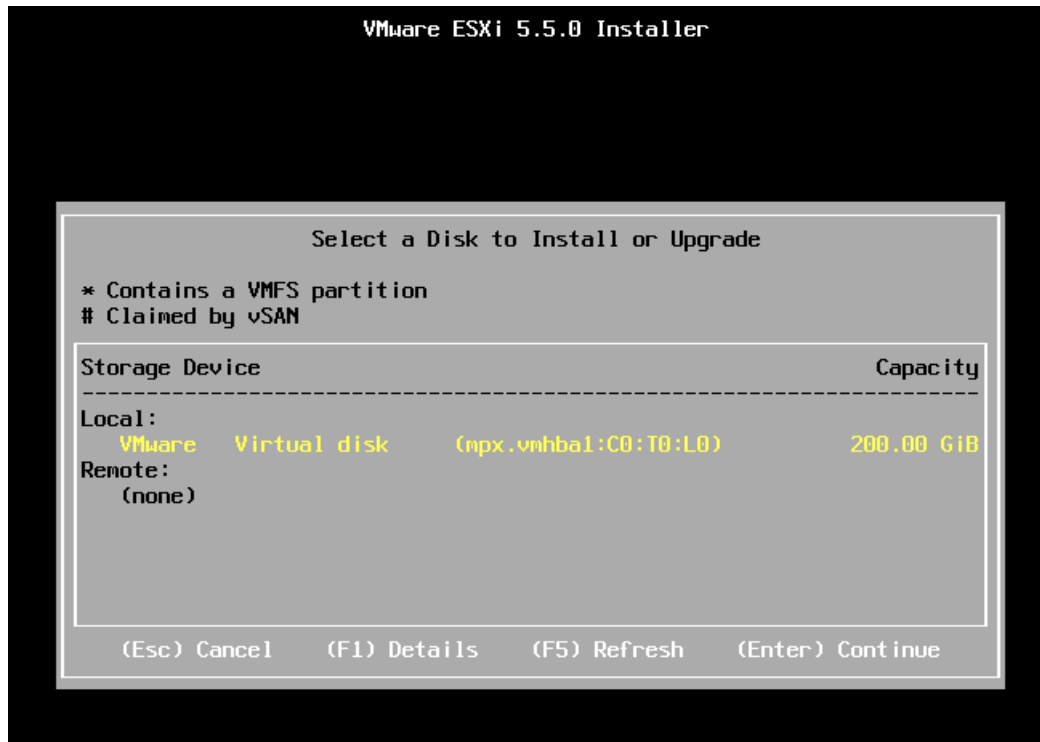 VMware ESXi 5.5.0 Installer
Select a Disk to Install or Upgrade
* Contains a VMFS partition
# Claimed by vSAN
Storage Device Capacity
--------------------------------------------------------------------
Local:
VMware Virtual disk (mpx.vmhba1:C0:T0:L0) 200.00 GiB
Remote:
(none)
(Esc) Cancel (F1) Details (F5) Refresh (Enter) Continue